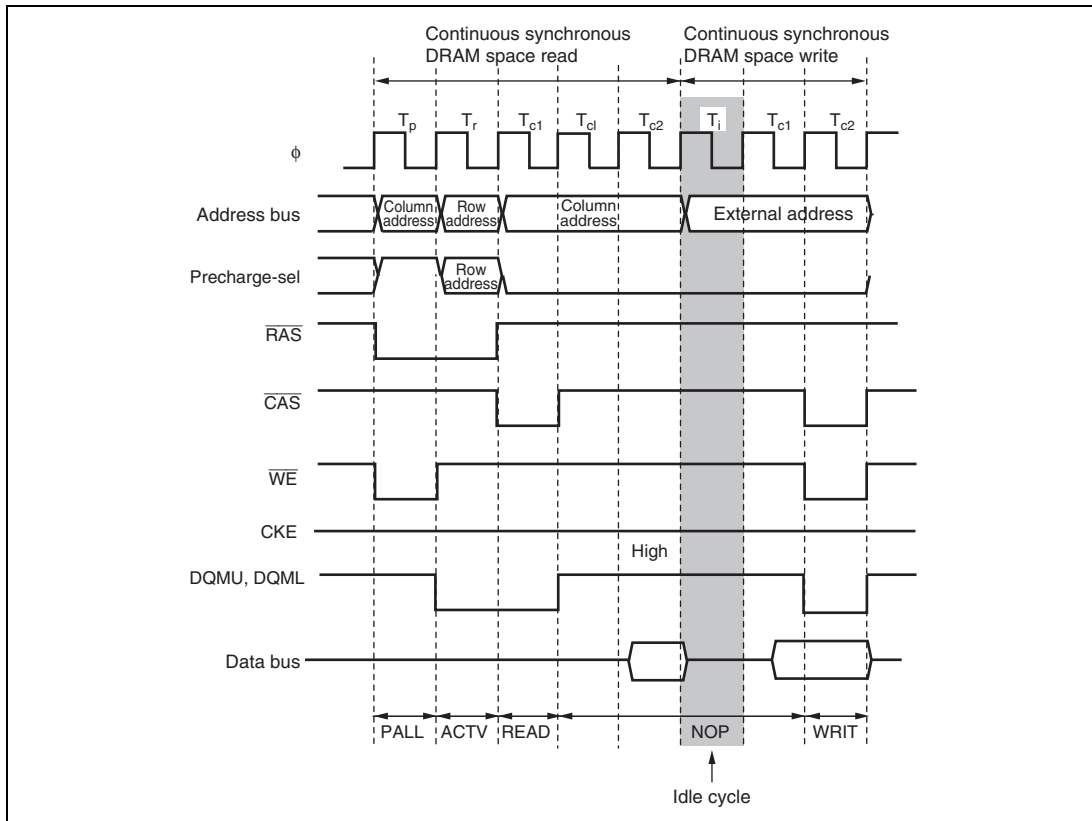 Continuous synchronous
DRAM space read
Continuous synchronous
DRAM space write
Tp Tr Tc1 Tcl Tc2 Ti Tc1 Tc2
ϕ
Address bus
Column
address
Row
address
Column
address
External address
Precharge-sel
Row
address
RAS
CAS
WE
CKE
High
DQMU, DQML
Data bus
PALL ACTV READ NOP WRIT
Idle cycle